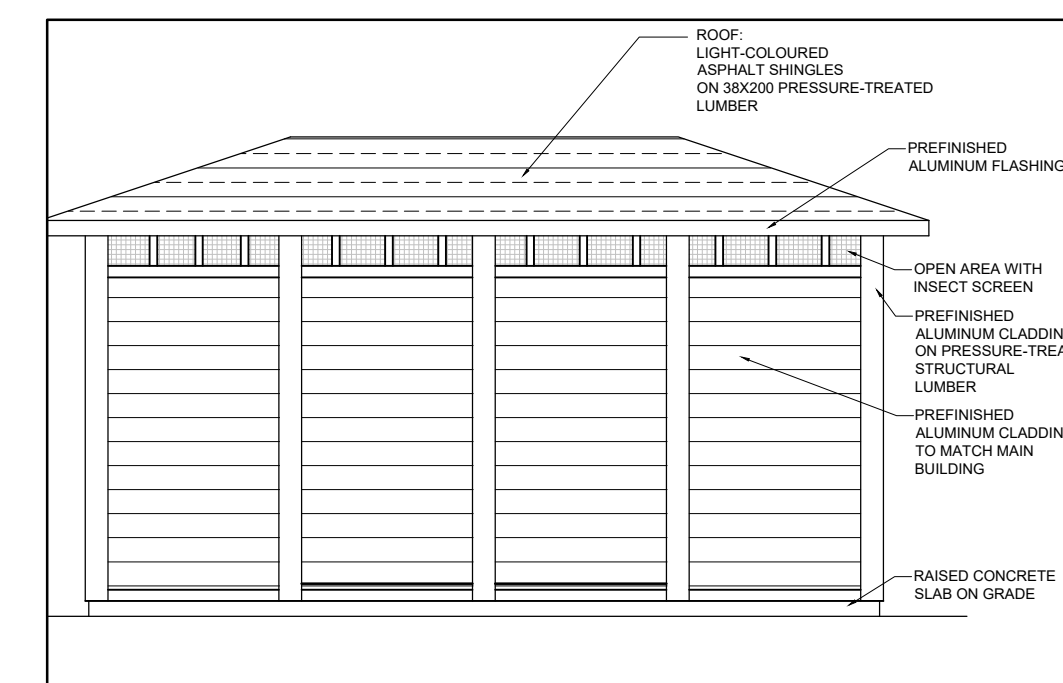 ROOF:
LIGHT-COLOURED
ASPHALT SHINGLES
ON 38X200 PRESSURE-TREATED
LUMBER
PREFINISHED
ALUMINUM FLASHING
OPEN AREA WITH
INSECT SCREEN
PREFINISHED
ALUMINUM CLADDIN
ON PRESSURE-TREA
STRUCTURAL
LUMBER
PREFINISHED
ALUMINUM CLADDIN
TO MATCH MAIN
BUILDING
RAISED CONCRETE
SLAB ON GRADE